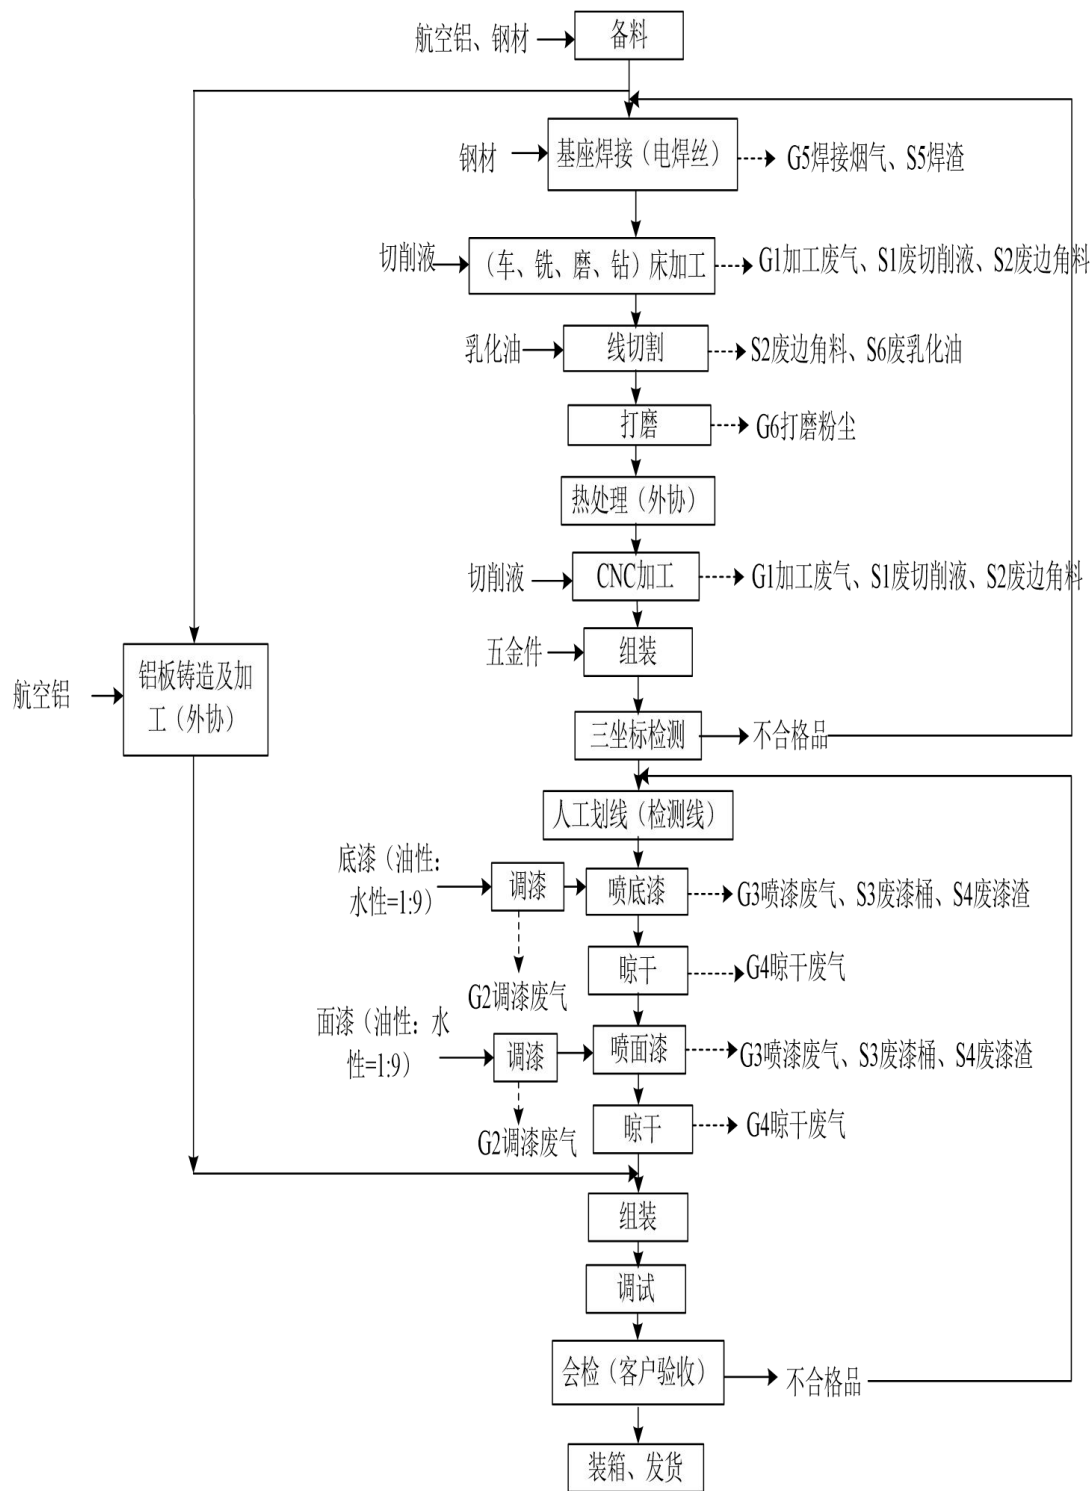 航空铝、钢材
备料
钢材
基座焊接（电焊丝）
G5焊接烟气、S5焊渣
切削液
（车、铣、磨、钻）床加工
G1加工废气、S1废切削液、S2废边角料
乳化油
线切割
S2废边角料、S6废乳化油
打磨
G6打磨粉尘
热处理（外协）
切削液
CNC加工
G1加工废气、S1废切削液、S2废边角料
五金件
组装
航空铝
铝板铸造及加
工（外协）
三坐标检测
不合格品
人工划线（检测线）
底漆（油性：
水性=1:9）
调漆
喷底漆
G3喷漆废气、S3废漆桶、S4废漆渣
晾干
G4晾干废气
G2调漆废气
面漆（油性：水
性=1:9）
调漆
喷面漆
G3喷漆废气、S3废漆桶、S4废漆渣
晾干
G4晾干废气
G2调漆废气
组装
调试
会检（客户验收）
不合格品
装箱、发货